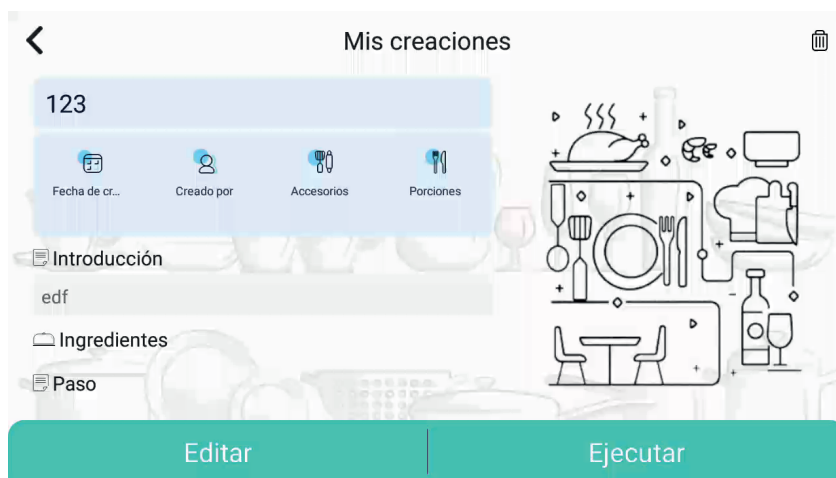 Mis creaciones
123
Fecha de cr...
Creado por
Accesorios
Porciones
Introducción
edf
Ingredientes
Paso
Editar
Ejecutar